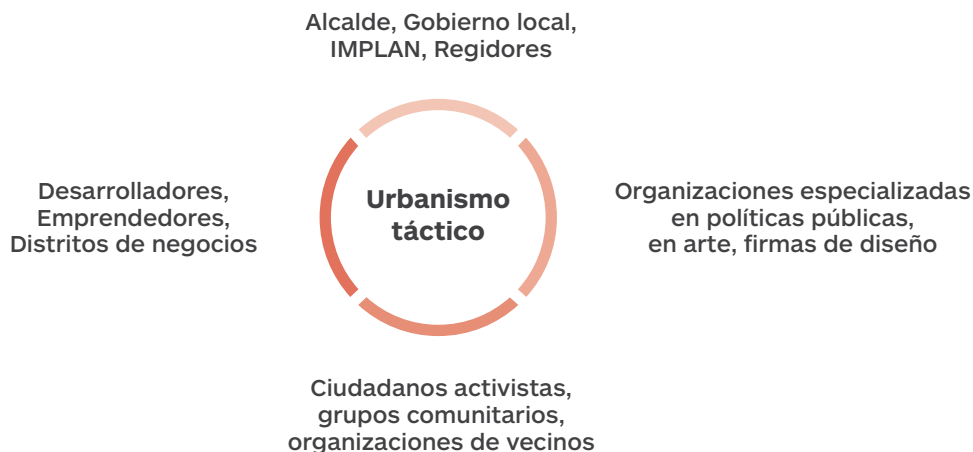 Alcalde, Gobierno local,
IMPLAN, Regidores
Desarrolladores,
Emprendedores,
Distritos de negocios
Urbanismo
táctico
Organizaciones especializadas
en políticas públicas,
en arte, firmas de diseño
Ciudadanos activistas,
grupos comunitarios,
organizaciones de vecinos